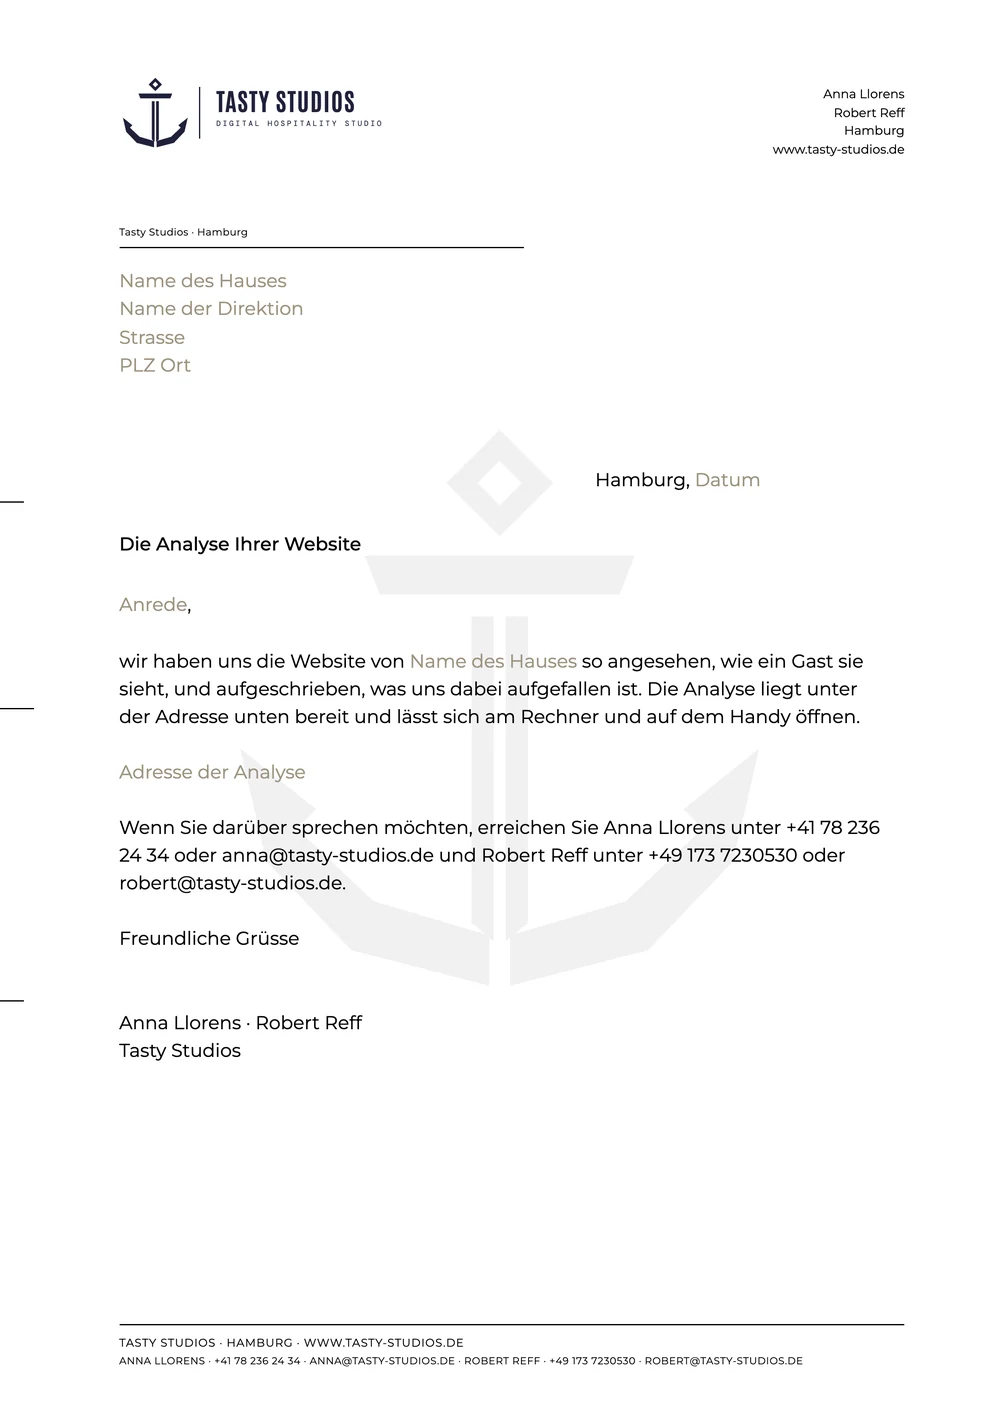 TASTY STUDIOS
DIGITAL HOSPITALITY STUDIO
Anna Llorens
Robert Reff
Hamburg
www.tasty-studios.de
Tasty Studios · Hamburg
Name des Hauses
Name der Direktion
Strasse
PLZ Ort
Hamburg, Datum
Die Analyse Ihrer Website
Anrede,
wir haben uns die Website von Name des Hauses so angesehen, wie ein Gast sie
sieht, und aufgeschrieben, was uns dabei aufgefallen ist. Die Analyse liegt unter
der Adresse unten bereit und lässt sich am Rechner und auf dem Handy öffnen.
Adresse der Analyse
Wenn Sie darüber sprechen möchten, erreichen Sie Anna Llorens unter +41 78 236
24 34 oder anna@tasty-studios.de und Robert Reff unter +49 173 7230530 oder
robert@tasty-studios.de.
Freundliche Grüsse
Anna Llorens · Robert Reff
Tasty Studios
TASTY STUDIOS · HAMBURG · WWW.TASTY-STUDIOS.DE
ANNA LLORENS · +41 78 236 24 34 · ANNA@TASTY-STUDIOS.DE · ROBERT REFF · +49 173 7230530 · ROBERT@TASTY-STUDIOS.DE